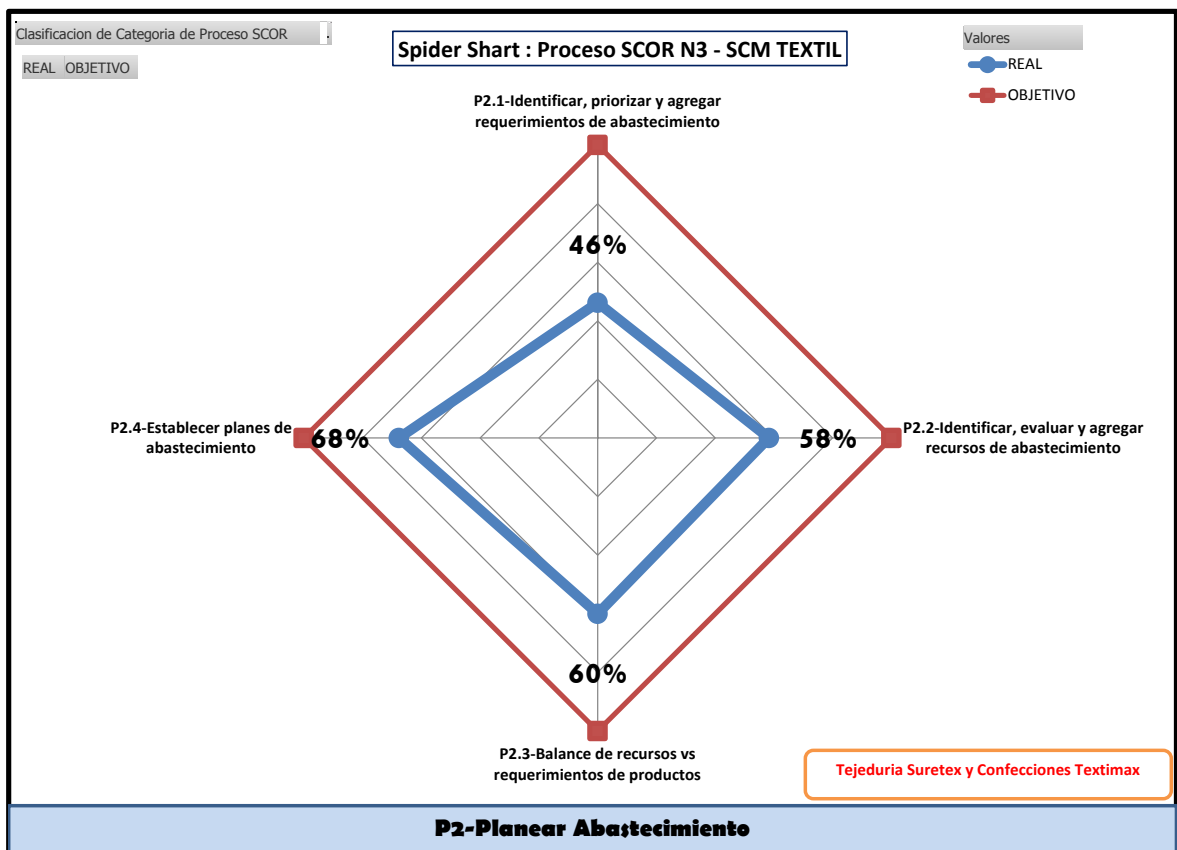 Clasificacion de Categoria de Proceso SCOR
REAL OBJETIVO
Spider Shart : Proceso SCOR N3 - SCM TEXTIL
Valores
REAL
OBJETIVO
P2.1-Identificar, priorizar y agregar
requerimientos de abastecimiento
46%
P2.4-Establecer planes de
abastecimiento
68%
58%
P2.2-Identificar, evaluar y agregar
recursos de abastecimiento
60%
P2.3-Balance de recursos vs
requerimientos de productos
Tejeduria Suretex y Confecciones Textimax
P2-Planear Abastecimiento